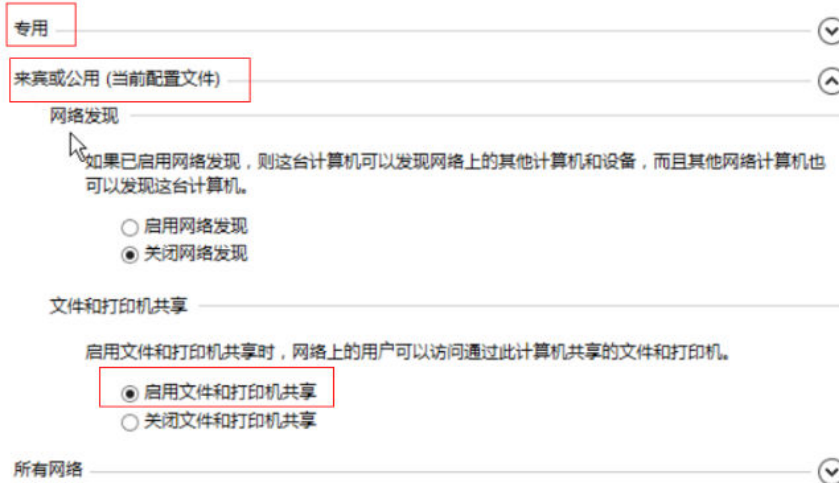 专用
来宾或公用 (当前配置文件)
网络发现
如果已启用网络发现，则这台计算机可以发现网络上的其他计算机和设备，而且其他网络计算机也
可以发现这台计算机。
启用网络发现
关闭网络发现
文件和打印机共享
启用文件和打印机共享时，网络上的用户可以访问通过此计算机共享的文件和打印机。
启用文件和打印机共享
关闭文件和打印机共享
所有网络